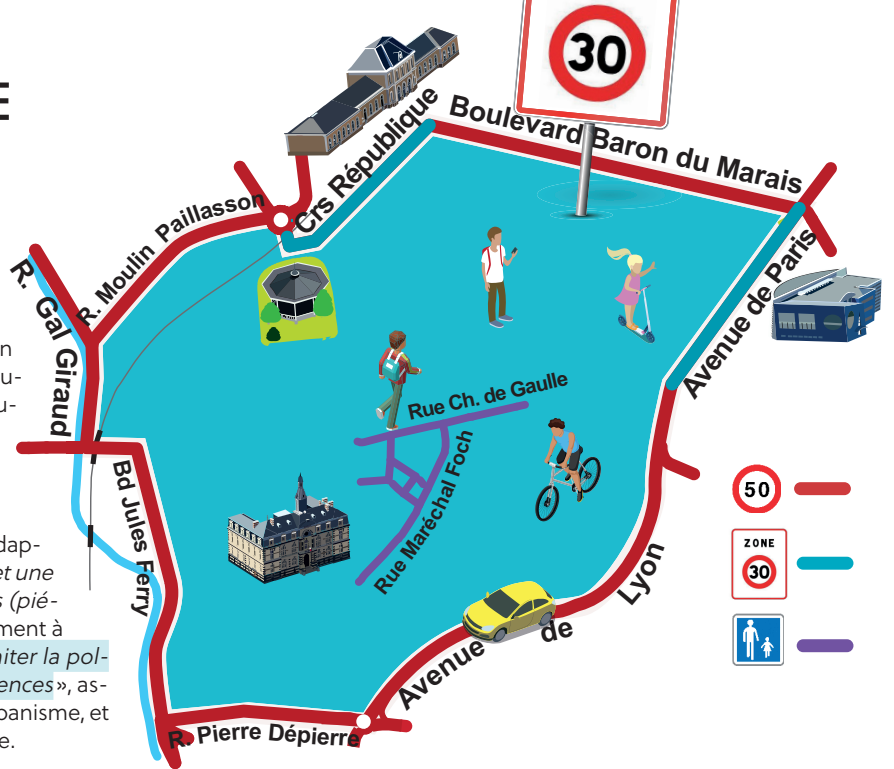 E
30
Boulevard Baron du Marais
Crs République
R. Moulin Paillasson
R. Gal Giraud
Avenue de Paris
n
u-
u-
Rue Ch. de Gaulle
Rue Maréchal Foch
Bd Jules Ferry
50
ZONE
30
dap-
et une
s (pié-
ment à
iter la pol-
ences», as-
banisme, et
e.
Avenue de Lyon
R. Pierre Dépierre